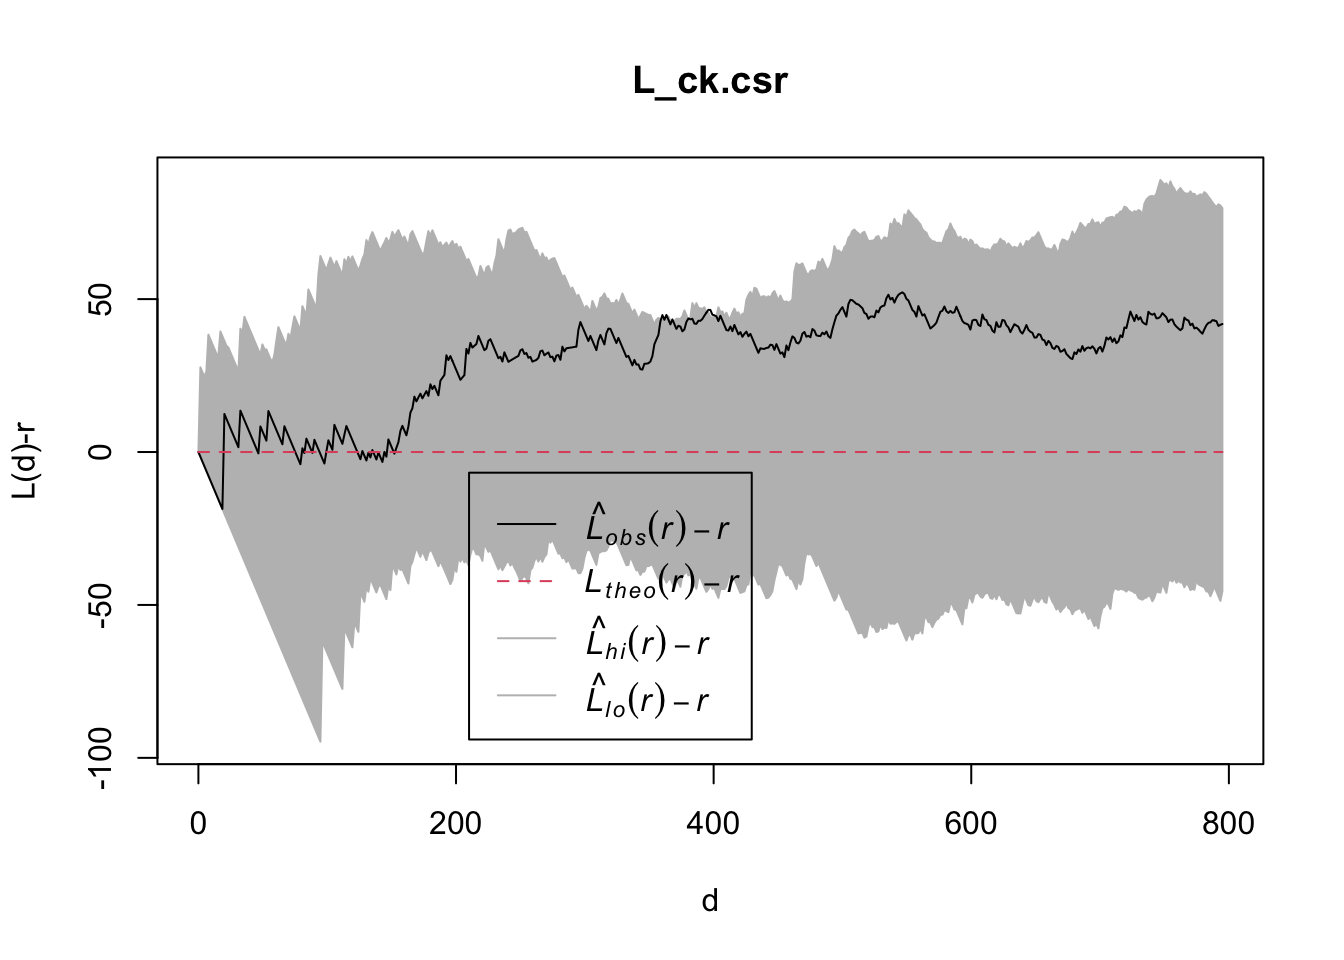 L_ck.csr
L(d)-r
50
0
-50
-100
L̂obs(r) − r
Ltheo(r) − r
L̂hi(r) − r
L̂lo(r) − r
0 200 400 600 800
d